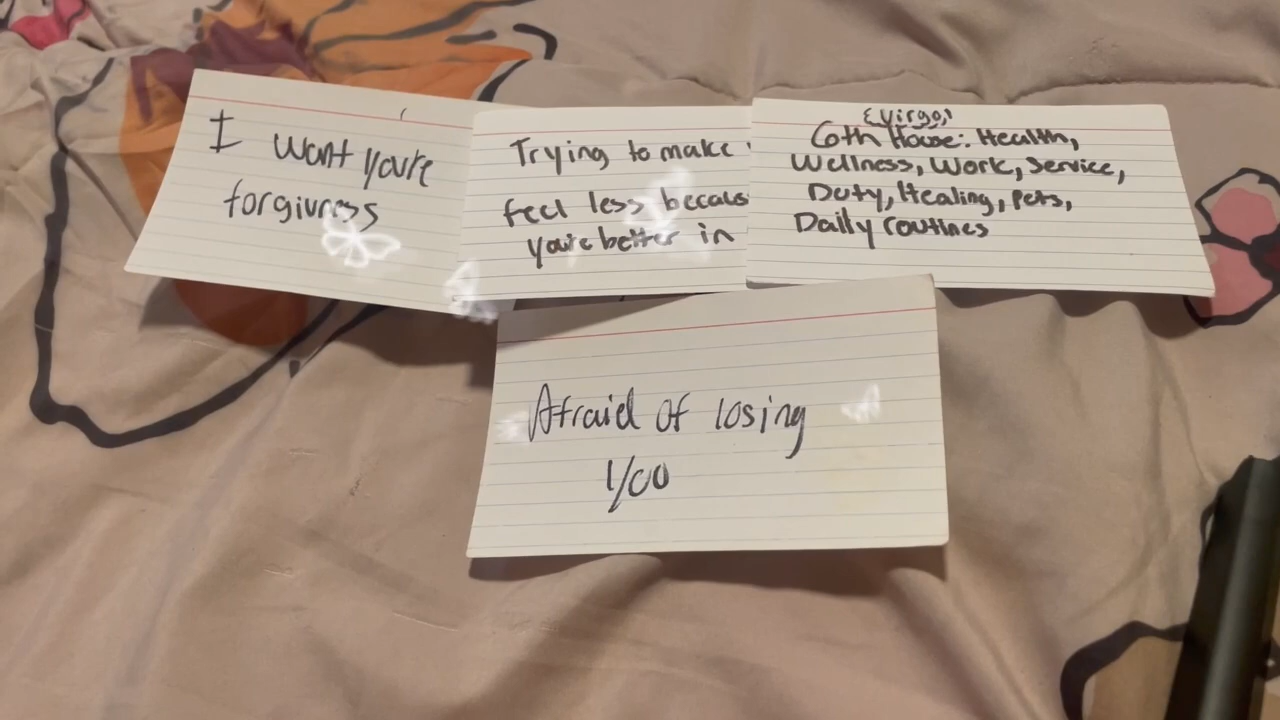 I want you're
forgivness
Trying to make
feel less becaus
you're better in
(Virgo)
6th House: Health,
Wellness, Work, Service,
Duty, Healing, Pets,
Daily routines
Afraid of losing
You